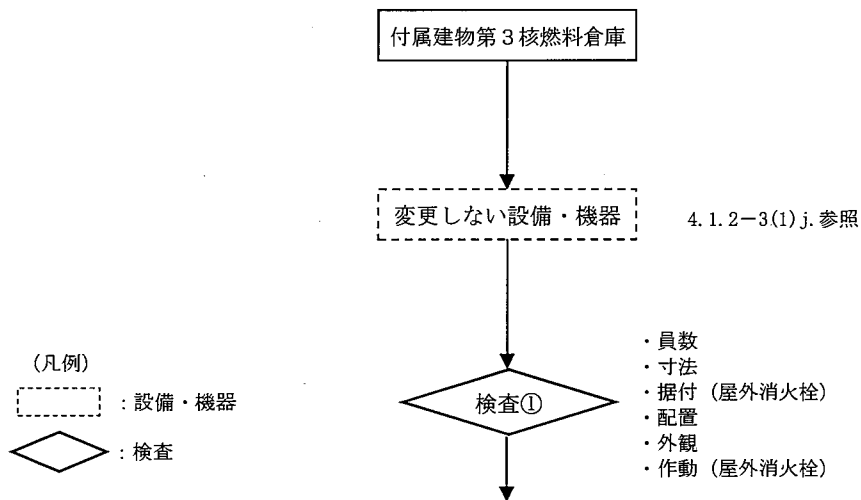 付属建物第3核燃料倉庫
変更しない設備・機器
4.1.2-3(1)j.参照
(凡例)
:設備・機器
:検査
検査①
・員数
・寸法
・据付(屋外消火栓)
・配置
・外観
・作動(屋外消火栓)